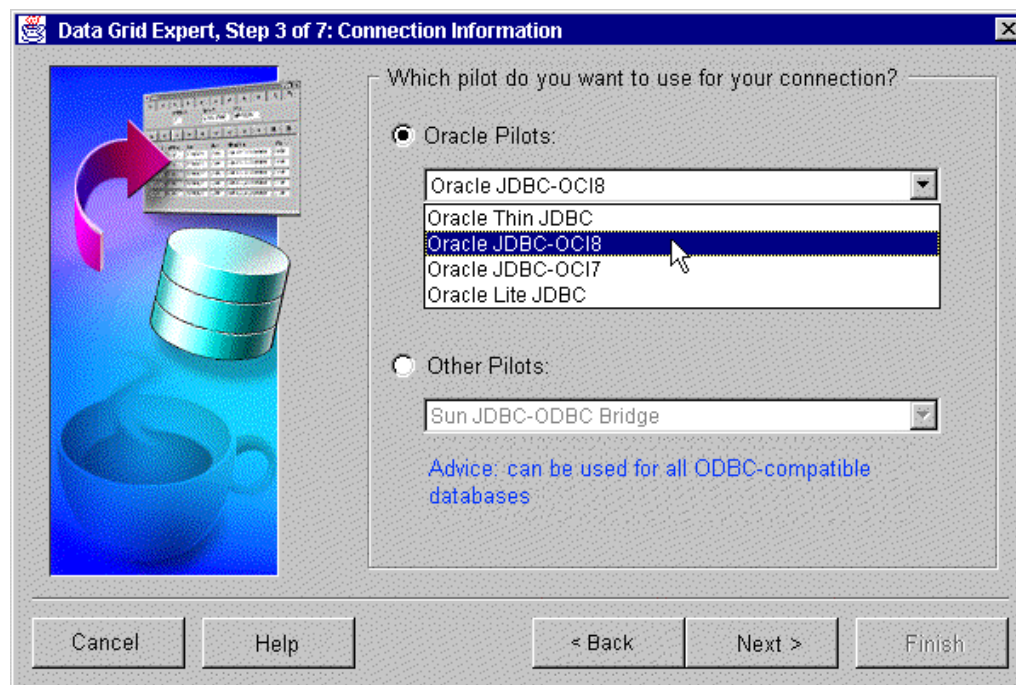 Data Grid Expert, Step 3 of 7: Connection Information
Which pilot do you want to use for your connection?
Oracle Pilots:
Oracle JDBC-OCI8
Oracle Thin JDBC
Oracle JDBC-OCI8
Oracle JDBC-OCI7
Oracle Lite JDBC
Other Pilots:
Sun JDBC-ODBC Bridge
Advice: can be used for all ODBC-compatible
databases
Cancel
Help
< Back
Next >
Finish